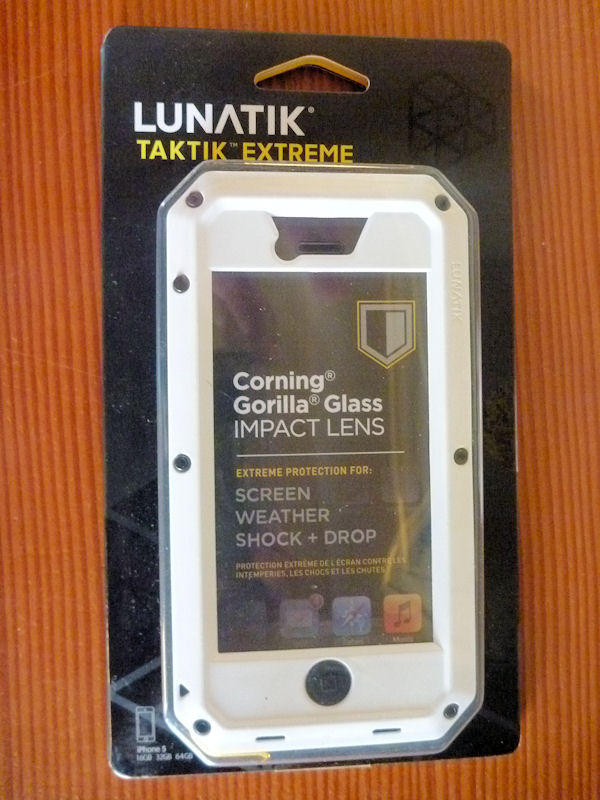 LUNATIK®
TAKTIK™ EXTREME
LUNATIK
Corning®
Gorilla® Glass
IMPACT LENS
EXTREME PROTECTION FOR:
SCREEN
WEATHER
SHOCK + DROP
PROTECTION EXTRÊME DE L'ÉCRAN CONTRE LES
INTEMPÉRIES, LES CHOCS ET LES CHUTES.
Music
iPhone 5
16GB 32GB 64GB